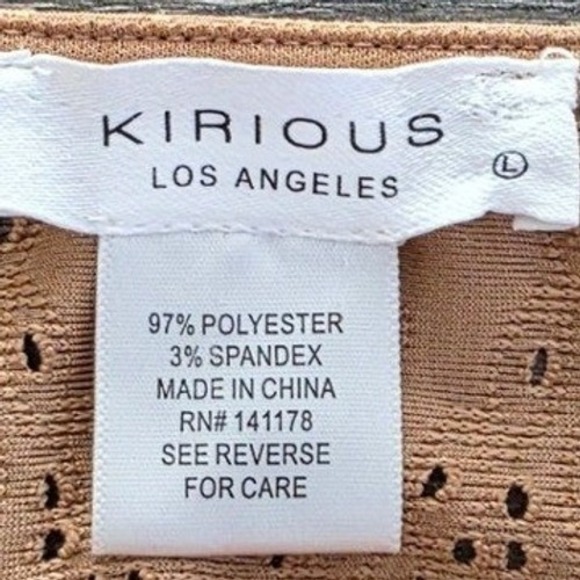 KIRIOUS
LOS ANGELES
L
97% POLYESTER
3% SPANDEX
MADE IN CHINA
RN# 141178
SEE REVERSE
FOR CARE